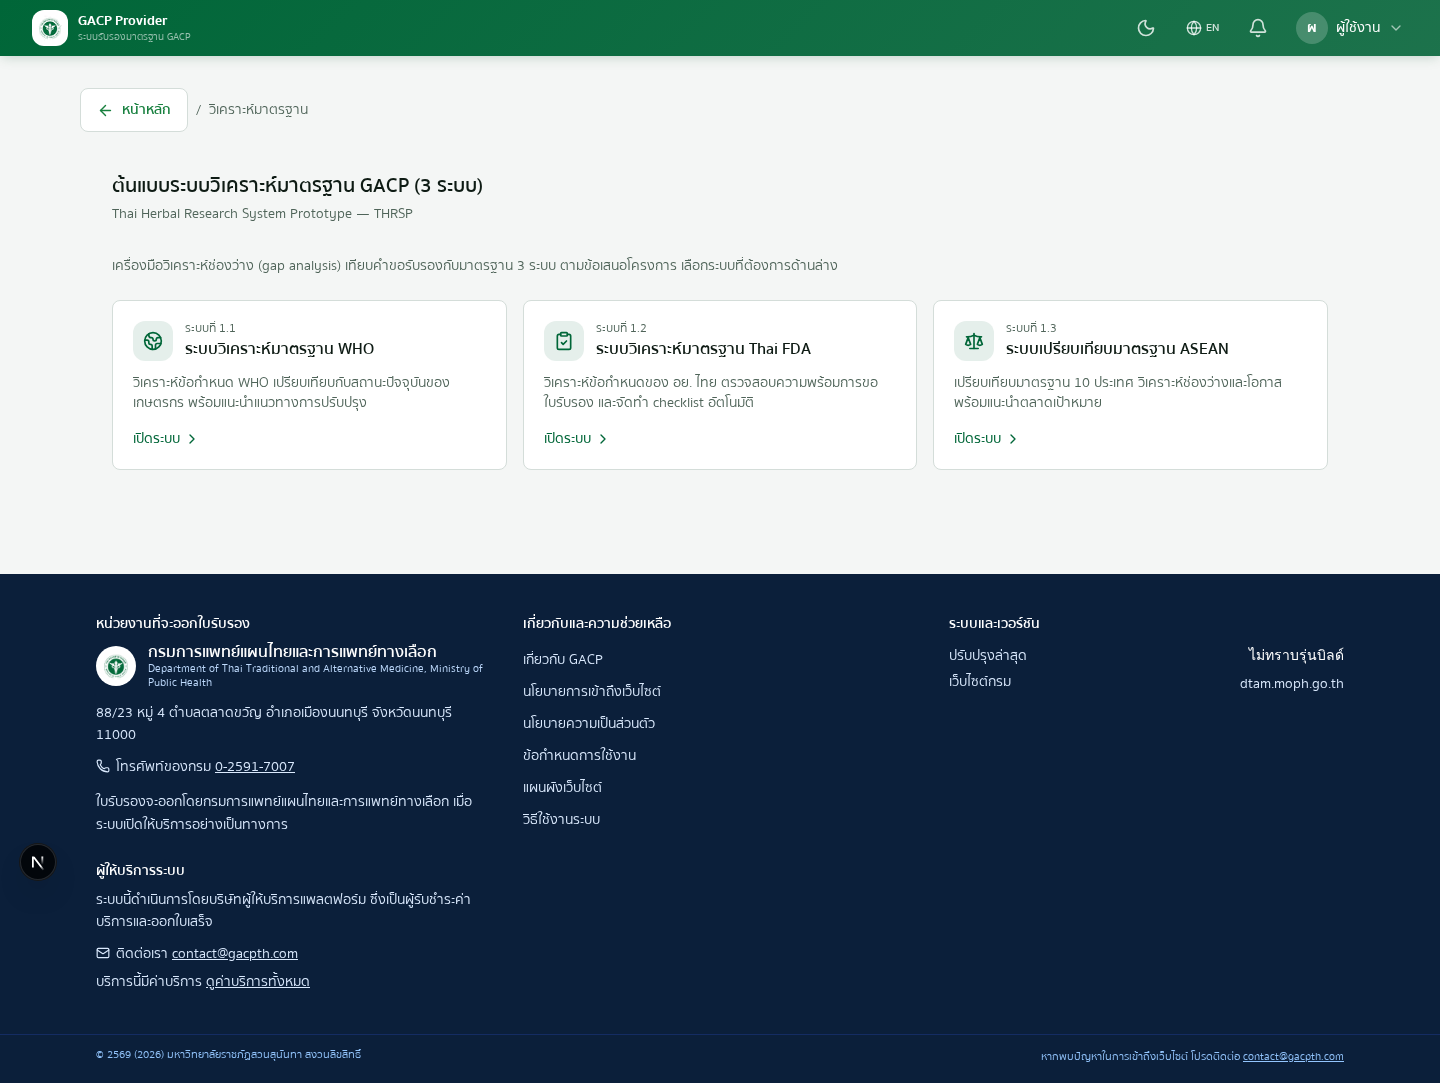 GACP Provider
ระบบรับรองมาตรฐาน GACP
EN
ผ
ผู้ใช้งาน
หน้าหลัก
/ วิเคราะห์มาตรฐาน
ต้นแบบระบบวิเคราะห์มาตรฐาน GACP (3 ระบบ)
Thai Herbal Research System Prototype — THRSP
เครื่องมือวิเคราะห์ช่องว่าง (gap analysis) เทียบคำขอรับรองกับมาตรฐาน 3 ระบบ ตามข้อเสนอโครงการ เลือกระบบที่ต้องการด้านล่าง
ระบบที่ 1.1
ระบบวิเคราะห์มาตรฐาน WHO
วิเคราะห์ข้อกำหนด WHO เปรียบเทียบกับสถานะปัจจุบันของ
เกษตรกร พร้อมแนะนำแนวทางการปรับปรุง
เปิดระบบ
ระบบที่ 1.2
ระบบวิเคราะห์มาตรฐาน Thai FDA
วิเคราะห์ข้อกำหนดของ อย. ไทย ตรวจสอบความพร้อมการขอ
ใบรับรอง และจัดทำ checklist อัตโนมัติ
เปิดระบบ
ระบบที่ 1.3
ระบบเปรียบเทียบมาตรฐาน ASEAN
เปรียบเทียบมาตรฐาน 10 ประเทศ วิเคราะห์ช่องว่างและโอกาส
พร้อมแนะนำตลาดเป้าหมาย
เปิดระบบ
หน่วยงานที่จะออกใบรับรอง
กรมการแพทย์แผนไทยและการแพทย์ทางเลือก
Department of Thai Traditional and Alternative Medicine, Ministry of
Public Health
88/23 หมู่ 4 ตำบลตลาดขวัญ อำเภอเมืองนนทบุรี จังหวัดนนทบุรี
11000
โทรศัพท์ของกรม 0-2591-7007
ใบรับรองจะออกโดยกรมการแพทย์แผนไทยและการแพทย์ทางเลือก เมื่อ
ระบบเปิดให้บริการอย่างเป็นทางการ
ผู้ให้บริการระบบ
ระบบนี้ดำเนินการโดยบริษัทผู้ให้บริการแพลตฟอร์ม ซึ่งเป็นผู้รับชำระค่า
บริการและออกใบเสร็จ
ติดต่อเรา contact@gacpth.com
บริการนี้มีค่าบริการ ดูค่าบริการทั้งหมด
เกี่ยวกับและความช่วยเหลือ
เกี่ยวกับ GACP
นโยบายการเข้าถึงเว็บไซต์
นโยบายความเป็นส่วนตัว
ข้อกำหนดการใช้งาน
แผนผังเว็บไซต์
วิธีใช้งานระบบ
ระบบและเวอร์ชัน
ปรับปรุงล่าสุด ไม่ทราบรุ่นบิลด์
เว็บไซต์กรม dtam.moph.go.th
© 2569 (2026) มหาวิทยาลัยราชภัฏสวนสุนันทา สงวนลิขสิทธิ์
หากพบปัญหาในการเข้าถึงเว็บไซต์ โปรดติดต่อ contact@gacpth.com